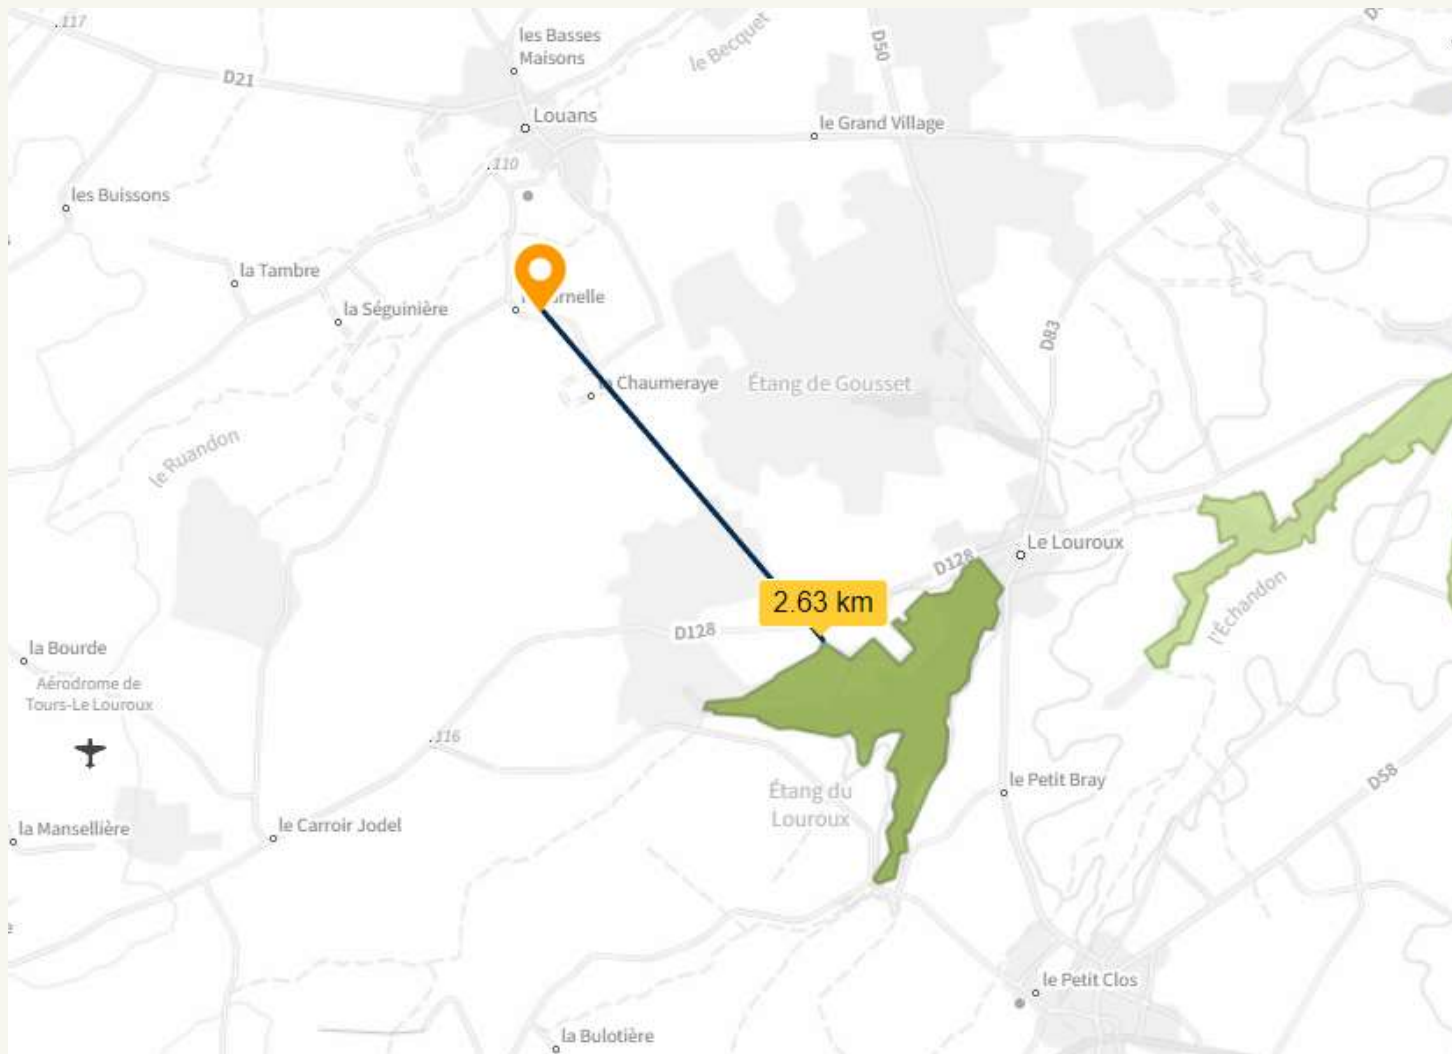 .117
les Basses
Maisons
le Becquet
D50
D21
Louans
le Grand Village
.110
les Buissons
la Tambre
la Séguinière
rnelle
D83
la Chaumeraye
Étang de Gousset
le Ruandon
Le Louroux
D128
2.63 km
l'Échandon
D128
la Bourde
Aérodrome de
Tours-Le Louroux
.116
Étang du
Louroux
le Petit Bray
D58
la Mansellière
le Carroir Jodel
le Petit Clos
la Bulotière